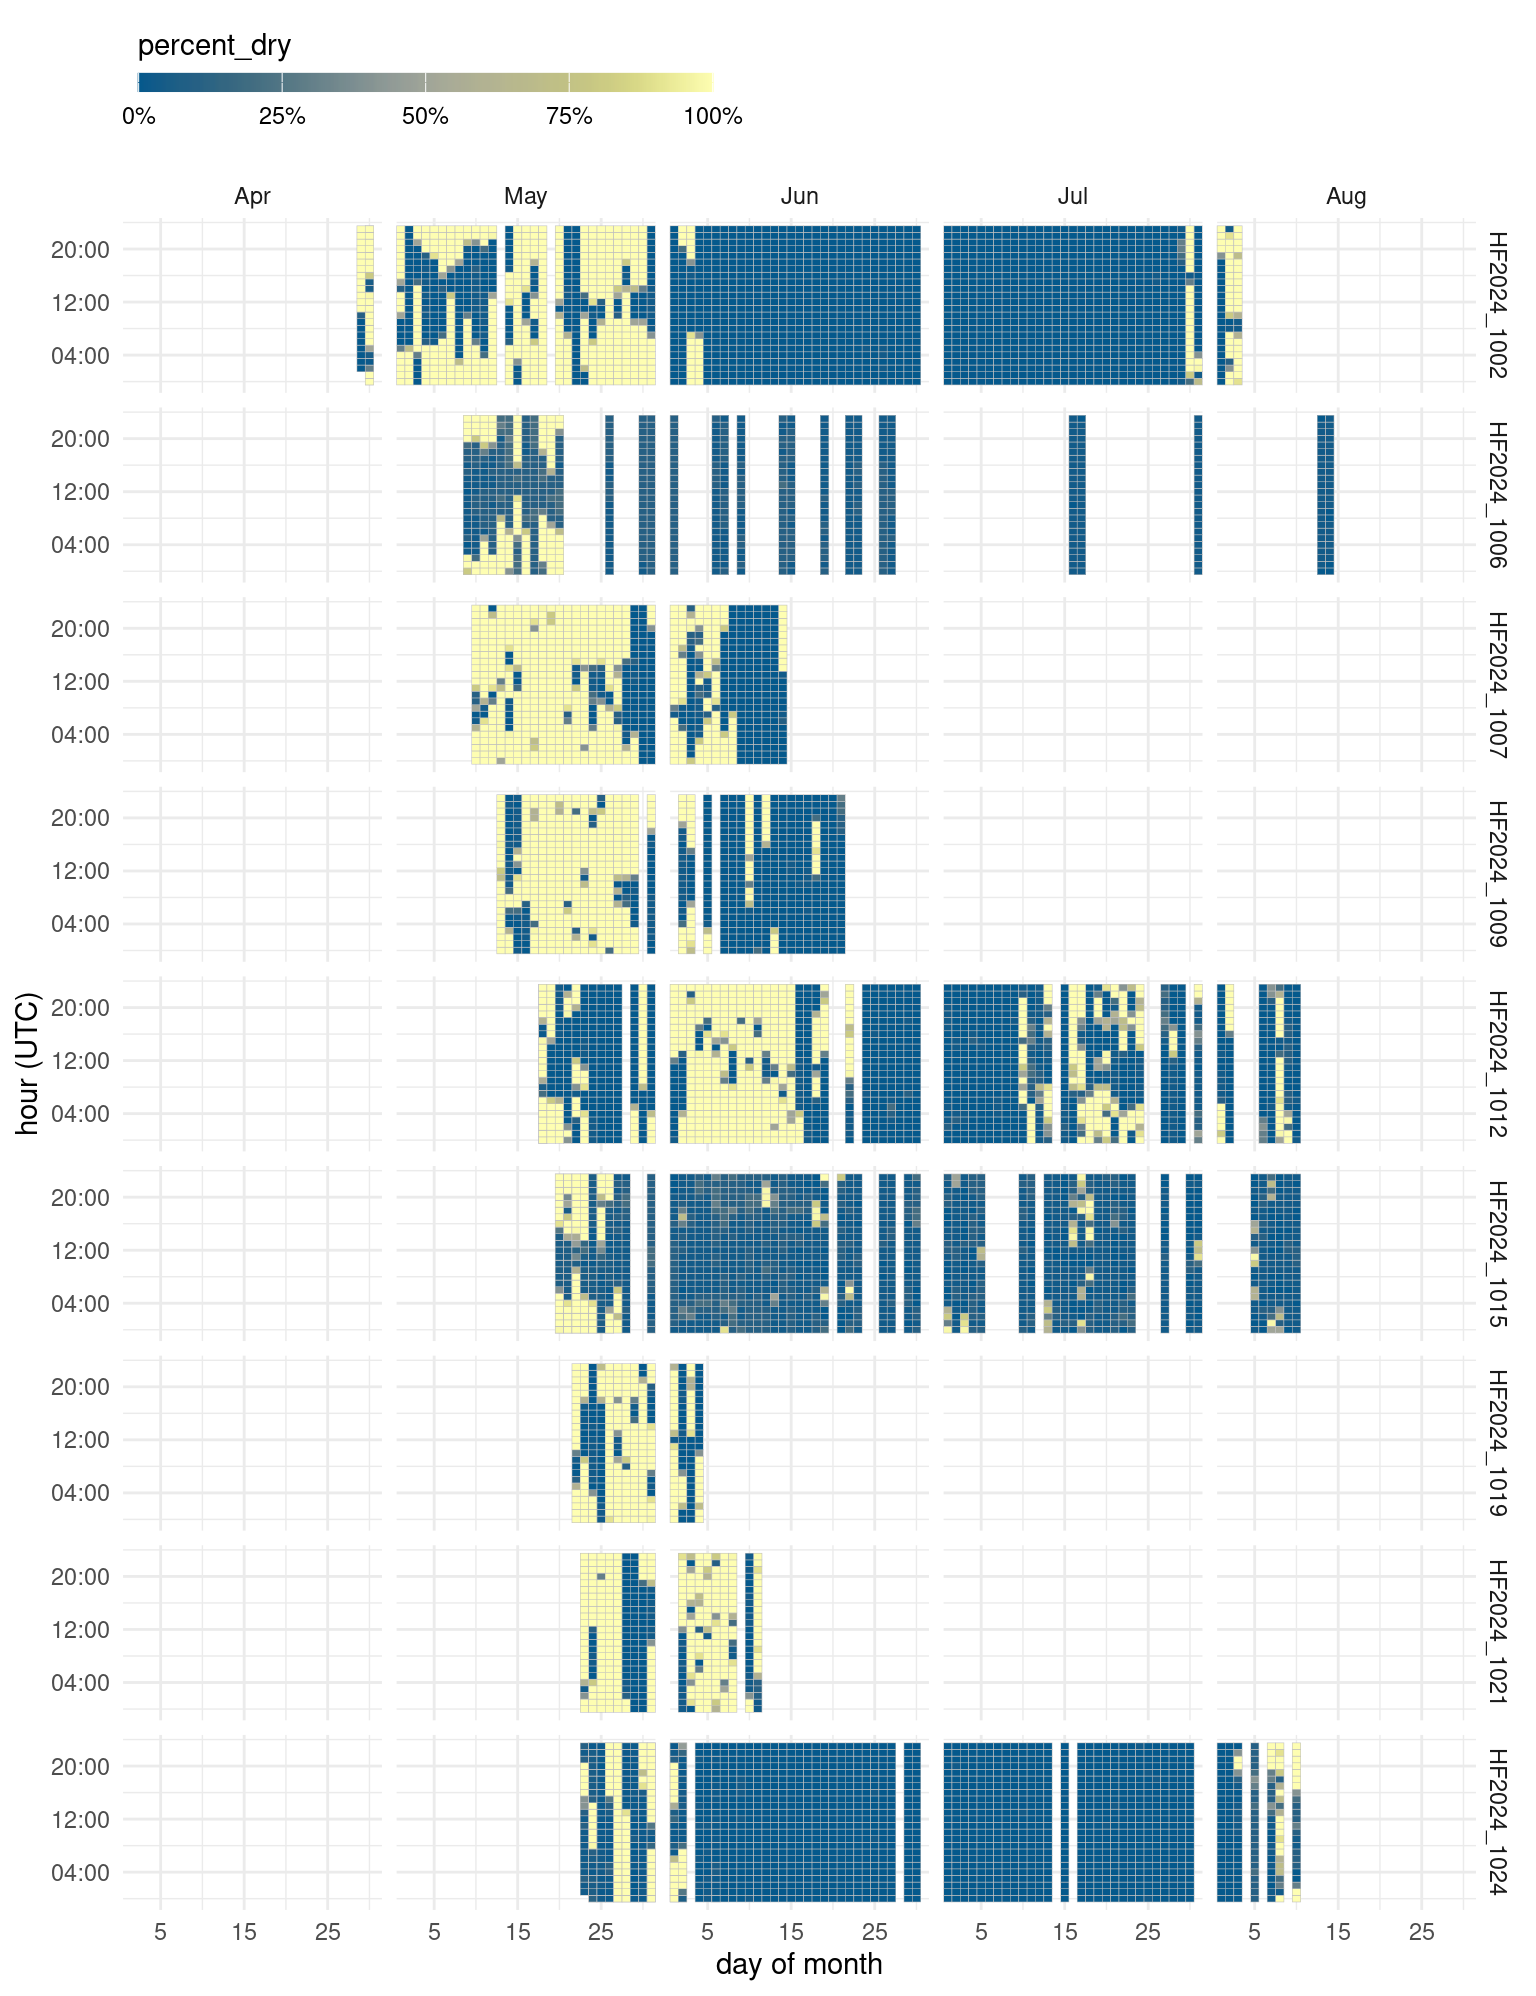 percent_dry
0% 25% 50% 75% 100%
Apr May Jun Jul Aug
20:00
12:00
04:00
HF2024_1002
20:00
12:00
04:00
HF2024_1006
20:00
12:00
04:00
HF2024_1007
20:00
12:00
04:00
HF2024_1009
20:00
12:00
04:00
HF2024_1012
20:00
12:00
04:00
HF2024_1015
20:00
12:00
04:00
HF2024_1019
20:00
12:00
04:00
HF2024_1021
20:00
12:00
04:00
HF2024_1024
hour (UTC)
5 15 25 5 15 25 5 15 25 5 15 25 5 15 25
day of month